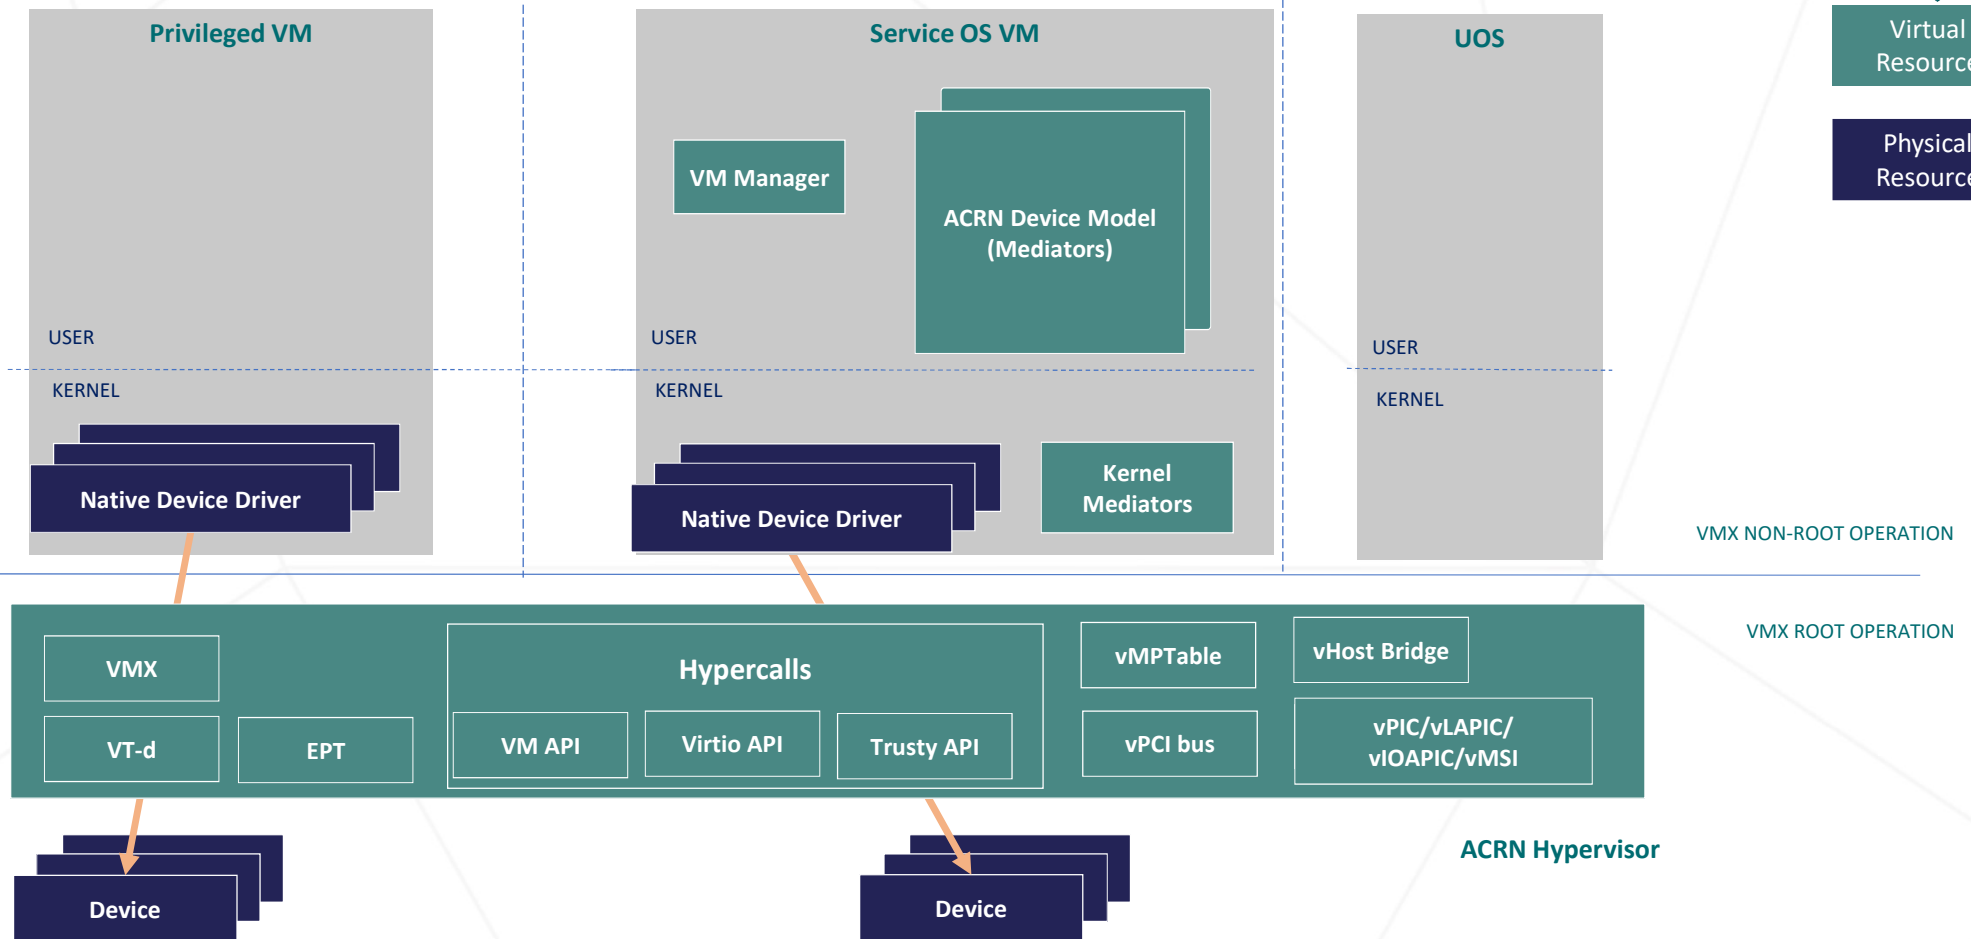 Privileged VM
Service OS VM
UOS
Virtual
Resource
Physical
Resource
VM Manager
ACRN Device Model
(Mediators)
USER
USER
USER
KERNEL
KERNEL
KERNEL
Native Device Driver
Native Device Driver
Kernel
Mediators
VMX NON-ROOT OPERATION
VMX ROOT OPERATION
VMX
Hypercalls
vMPTable
vHost Bridge
VT-d
EPT
VM API
Virtio API
Trusty API
vPCI bus
vPIC/vLAPIC/
vIOAPIC/vMSI
ACRN Hypervisor
Device
Device